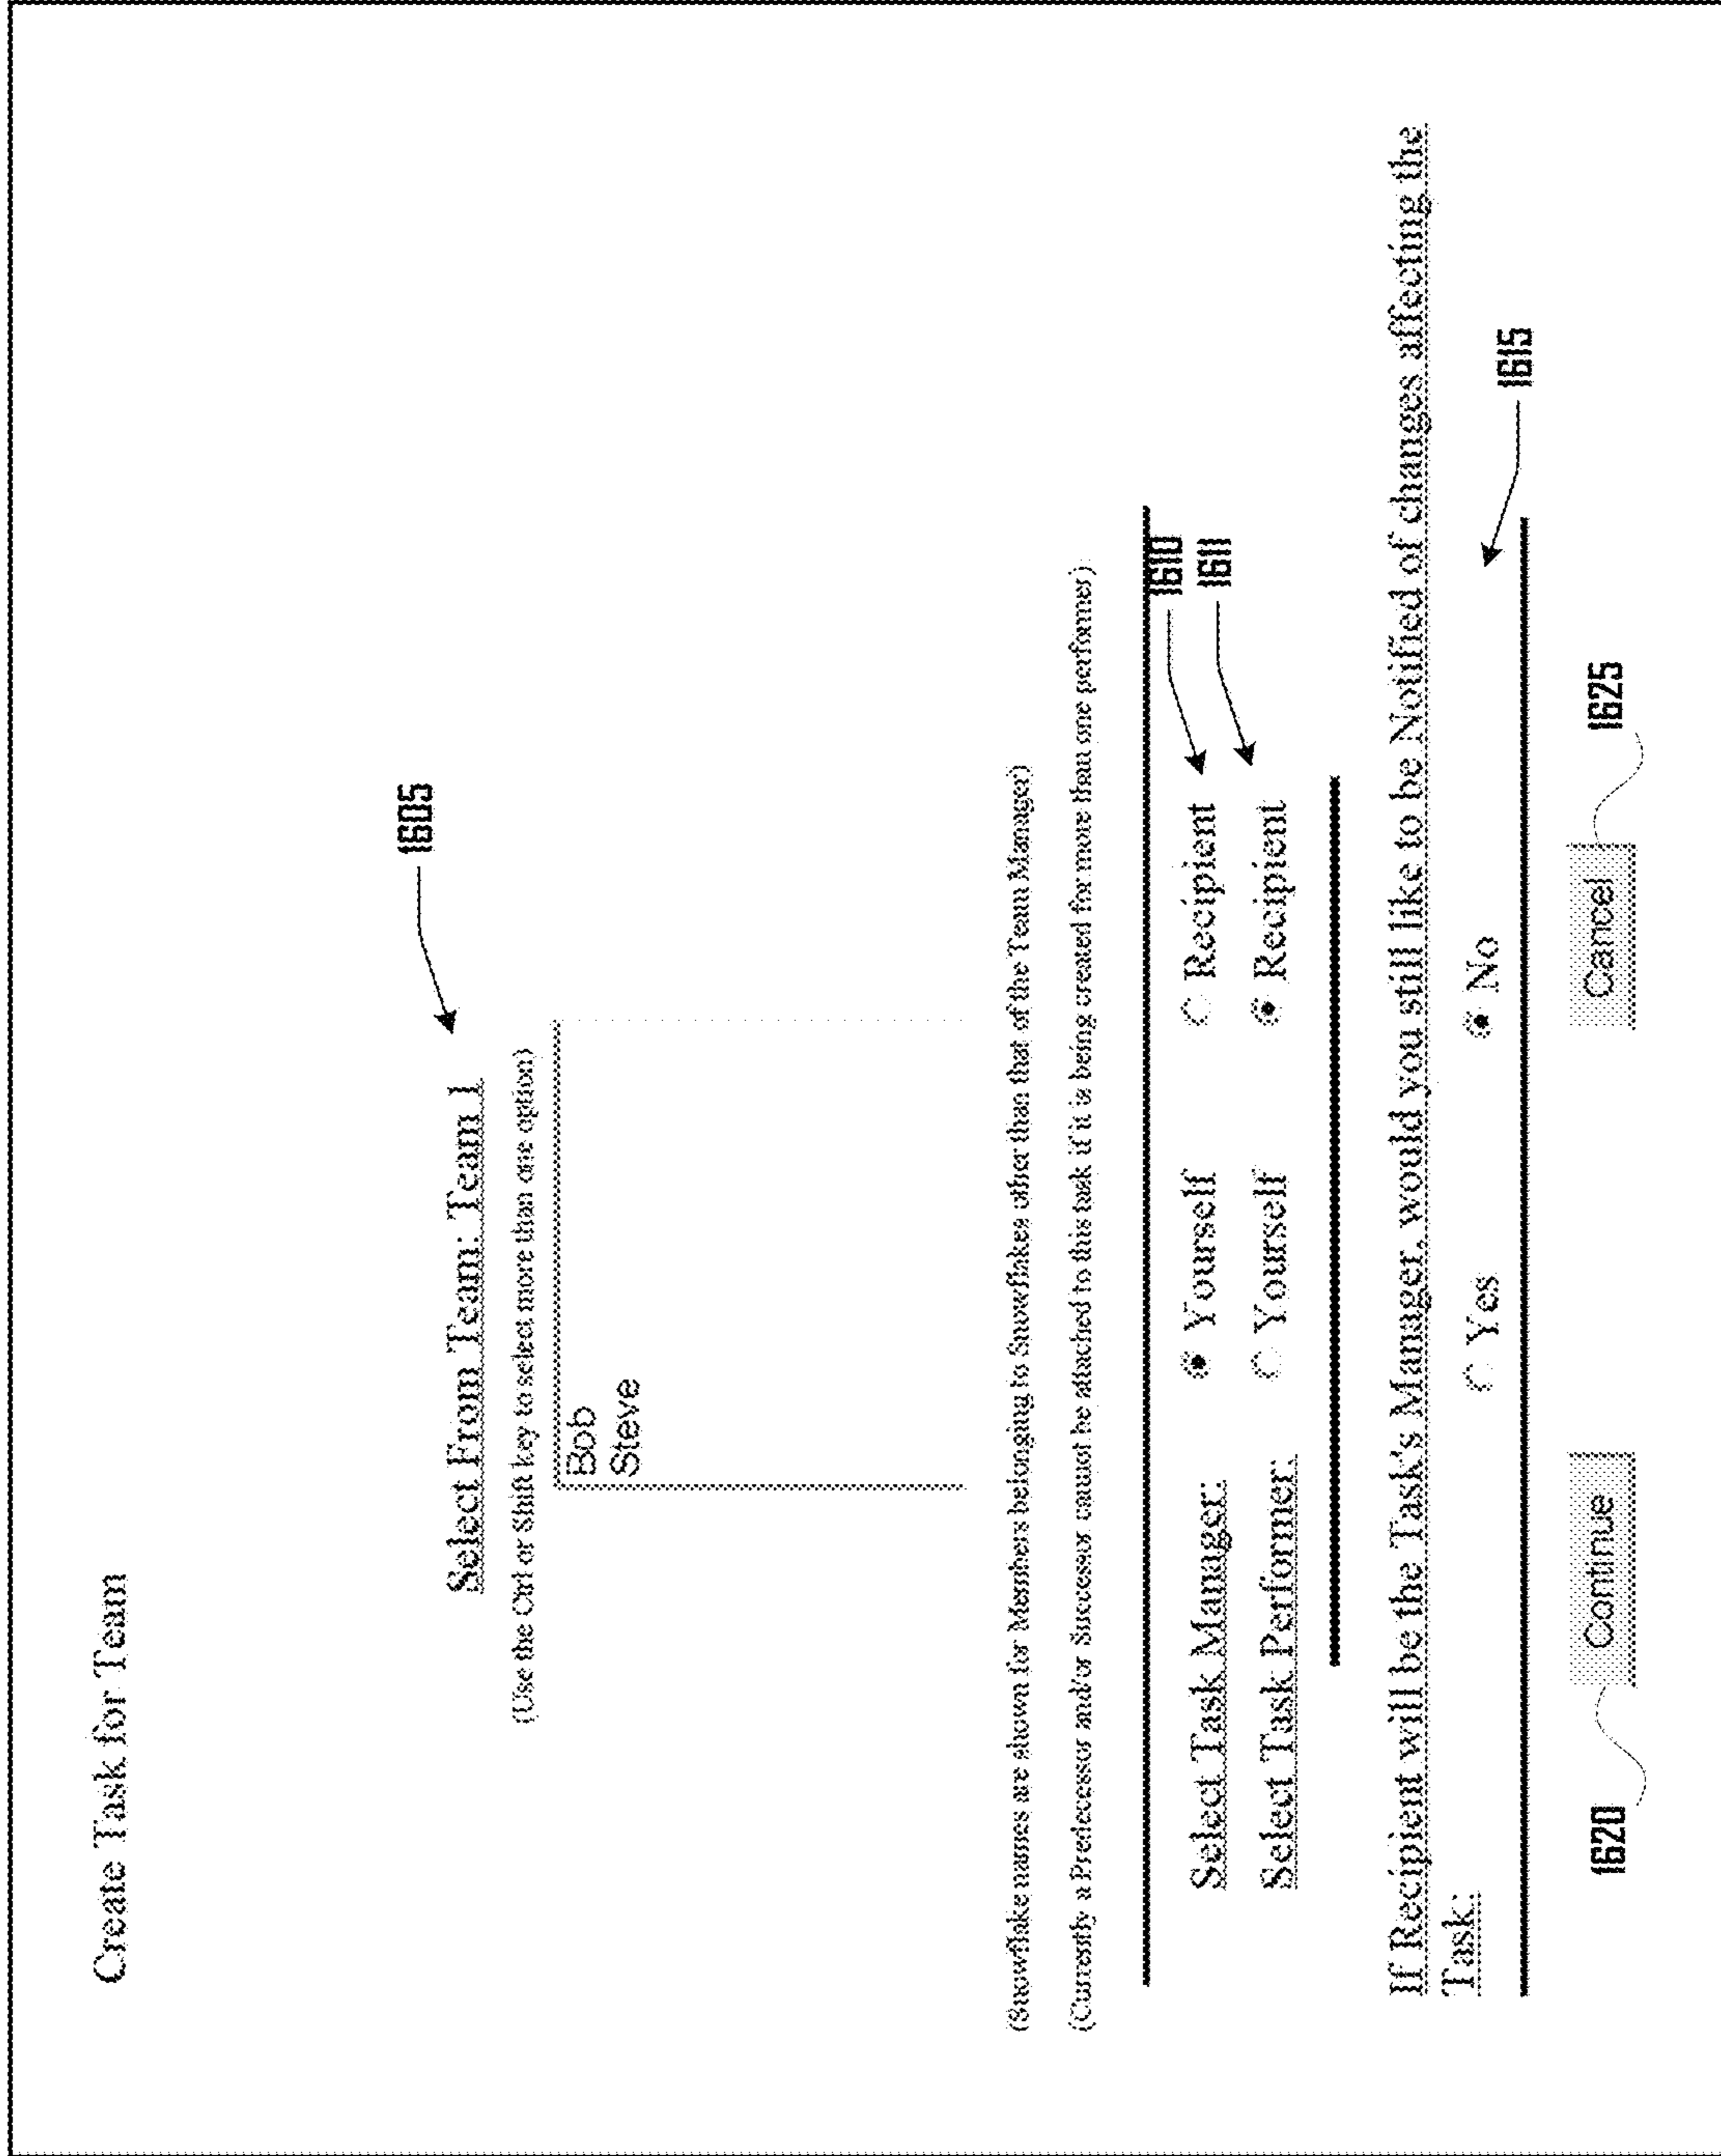 Create Task for Team
1605
Select From Team: Team 1
(Use the Ctrl or Shift key to select more than one option)
Bob
Steve
(Snowflake names are shown for Members belonging to Snowflakes other than that of the Team Manager)
(Currently a Predecessor and/or Successor cannot be attached to this task if it is being created for more than one performer)
1610
Select Task Manager: Yourself Recipient
1611
Select Task Performer: Yourself Recipient
If Recipient will be the Task's Manager, would you still like to be Notified of changes affecting the
Task:
Yes No
1615
1620 Continue Cancel 1625